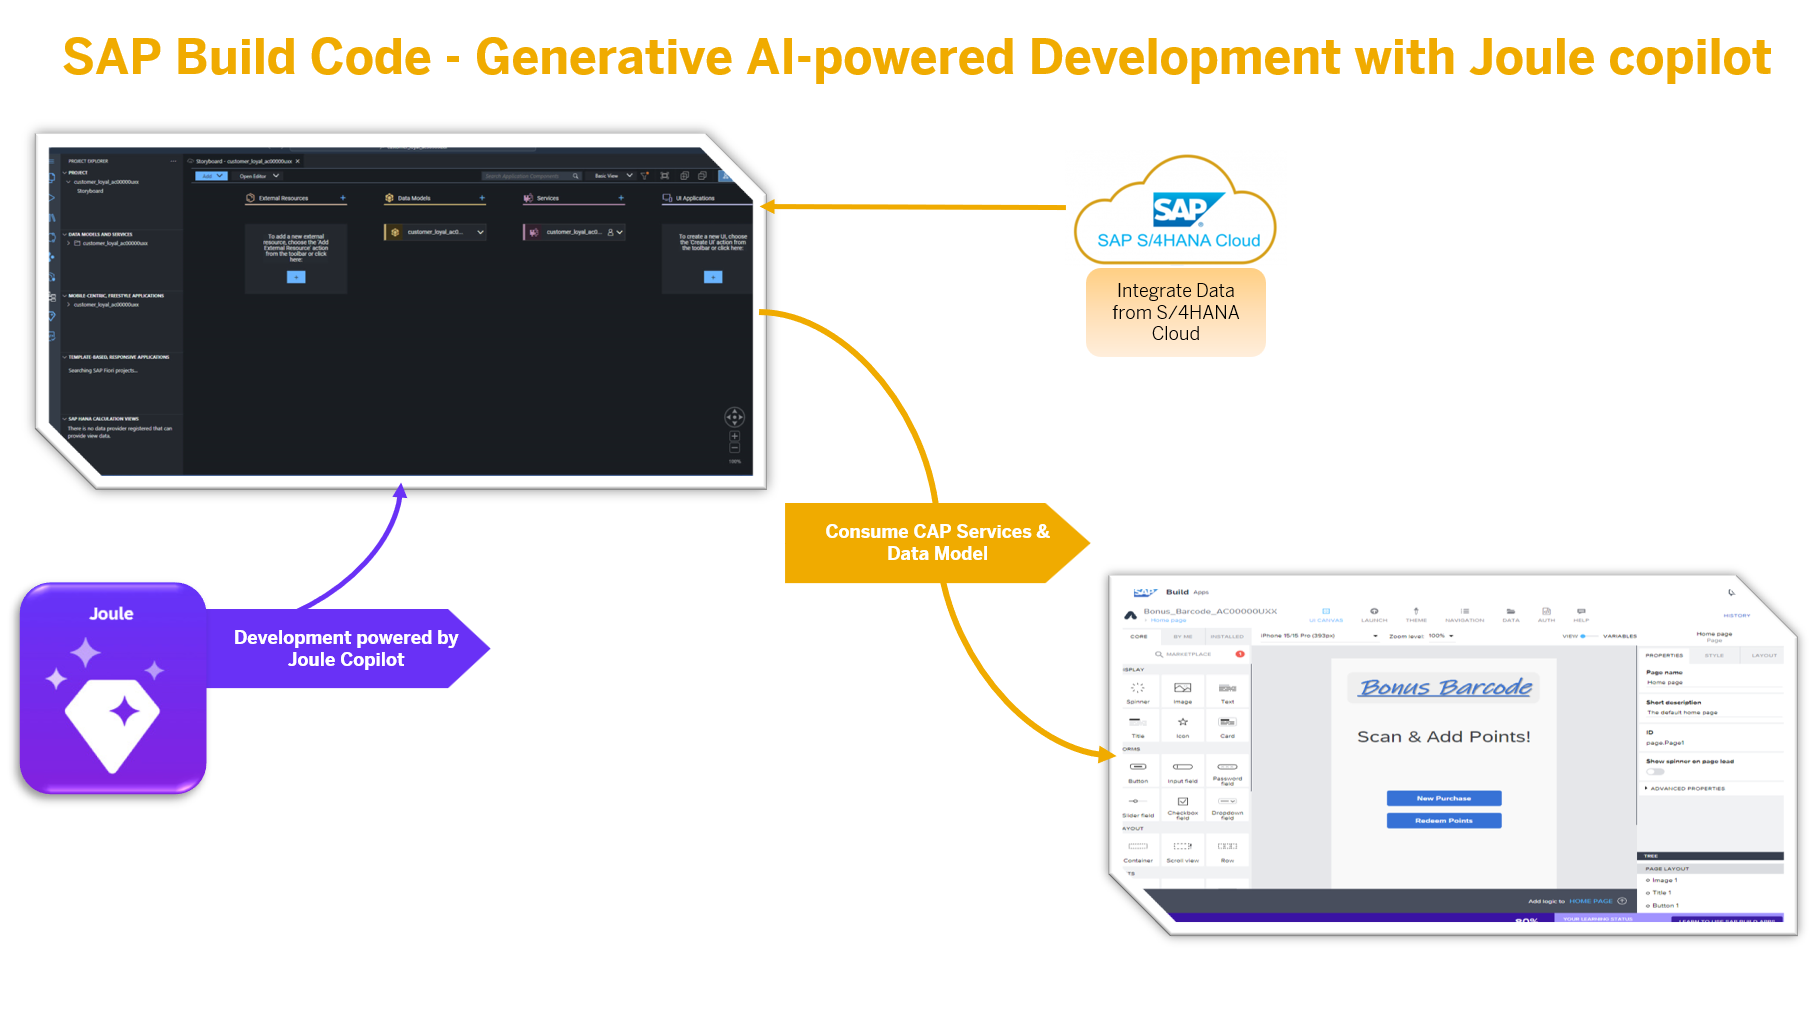 SAP Build Code - Generative AI-powered Development with Joule copilot
PROJECT EXPLORER
Storyboard - customer_loyal_ac00000uxx
PROJECT
customer_loyal_ac00000uxx
Storyboard
Add
Open Editor
Search Application Components
Basic View
External Resources
Data Models
Services
UI Applications
customer_loyal_ac0...
customer_loyal_ac0...
To add a new external
resource, choose the 'Add
External Resource' action
from the toolbar or click
here:
To create a new UI, choose
the 'Create UI' action from
the toolbar or click here:
DATA MODELS AND SERVICES
customer_loyal_ac00000uxx
MOBILE-CENTRIC, FREESTYLE APPLICATIONS
customer_loyal_ac00000uxx
TEMPLATE-BASED, RESPONSIVE APPLICATIONS
Searching SAP Fiori projects...
SAP HANA CALCULATION VIEWS
There is no data provider registered that can
provide view data.
100%
SAP
SAP S/4HANA Cloud
Integrate Data
from S/4HANA
Cloud
Consume CAP Services &
Data Model
Joule
Development powered by
Joule Copilot
SAP Build Apps
Bonus_Barcode_AC00000UXX
Home page
UI CANVAS LAUNCH THEME NAVIGATION DATA AUTH HELP
HISTORY
CORE BY ME INSTALLED
iPhone 15/15 Pro (393px)
Zoom level: 100%
VIEW VARIABLES
Home page
Page
MARKETPLACE 1
PROPERTIES STYLE LAYOUT
ISPLAY
Spinner Image Text
Title Icon Card
ORMS
Button Input field Password
field
Slider field Checkbox
field Dropdown
field
AYOUT
Container Scroll view Row
Bonus Barcode
Scan & Add Points!
New Purchase
Redeem Points
Page name
Home page
Short description
The default home page
ID
page.Page1
Show spinner on page load
ADVANCED PROPERTIES
TREE
PAGE LAYOUT
Image 1
Title 1
Button 1
Add logic to HOME PAGE
80%
YOUR LEARNING STATUS
LEARN TO USE SAP BUILD APPS